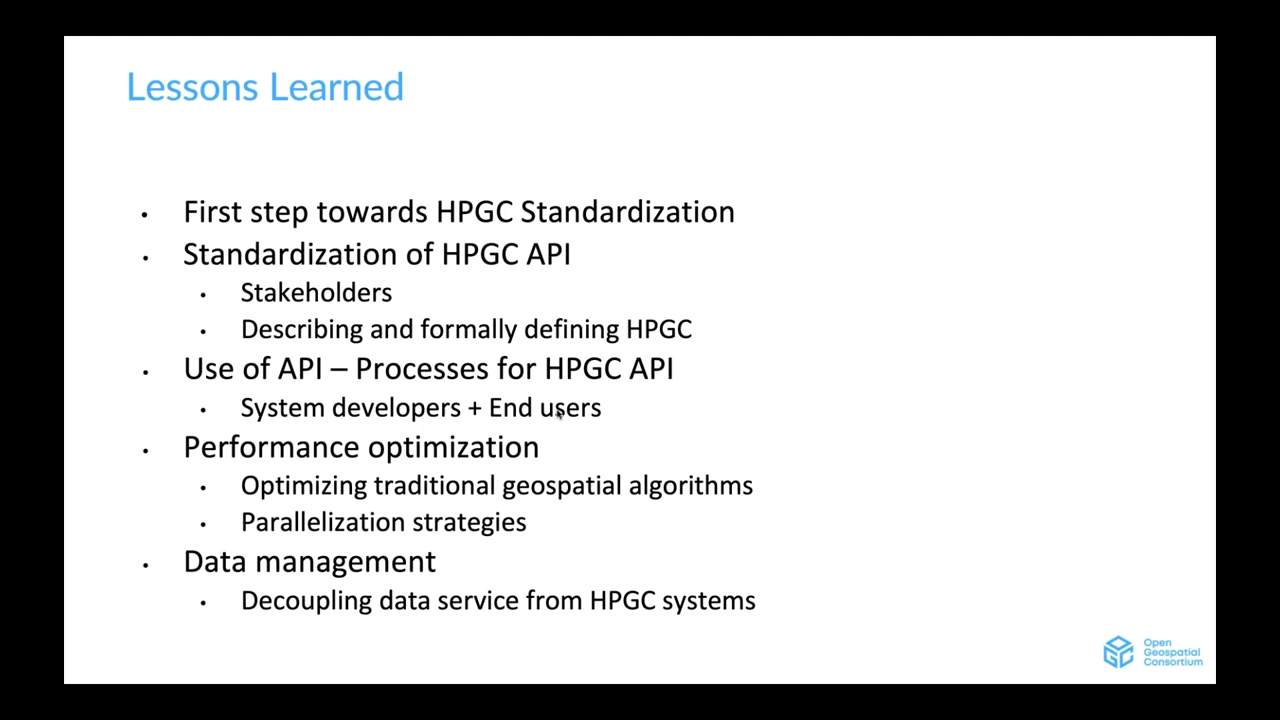 Lessons Learned
• First step towards HPGC Standardization
• Standardization of HPGC API
• Stakeholders
• Describing and formally defining HPGC
• Use of API – Processes for HPGC API
• System developers + End users
• Performance optimization
• Optimizing traditional geospatial algorithms
• Parallelization strategies
• Data management
• Decoupling data service from HPGC systems
Open
Geospatial
Consortium